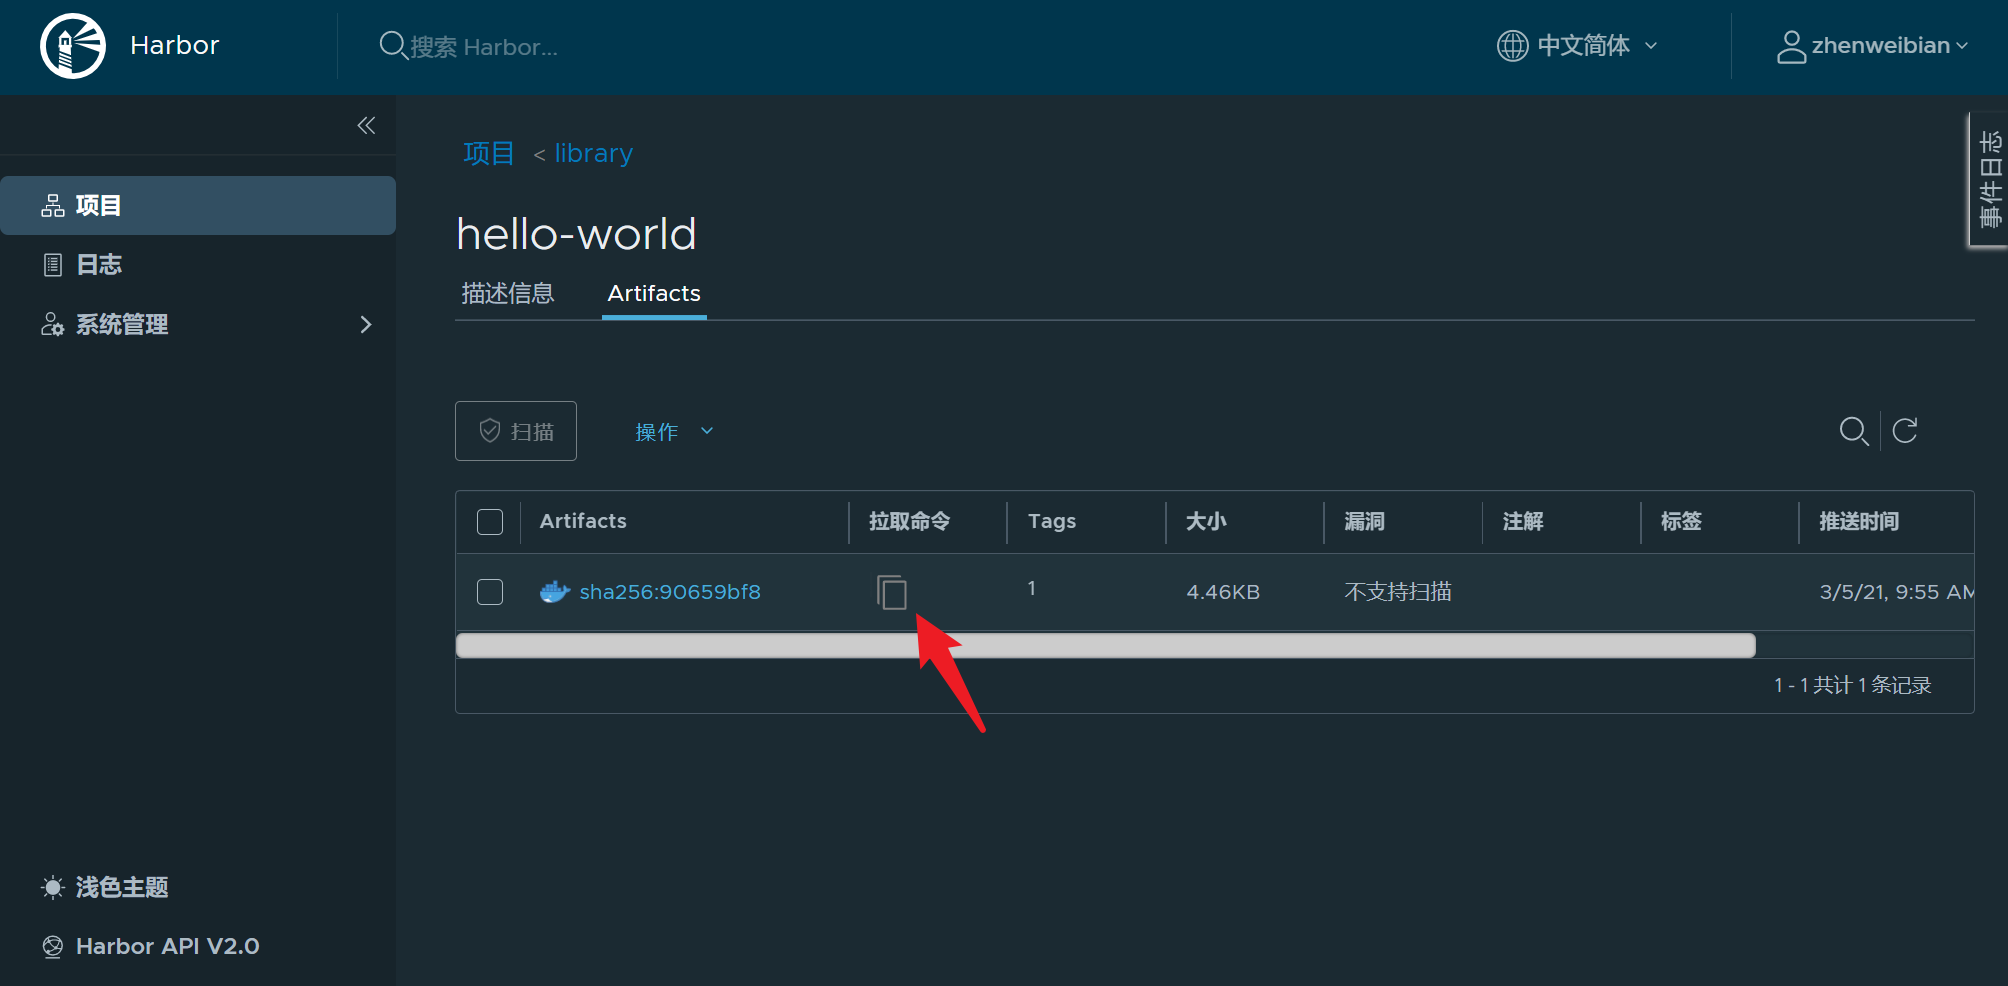 Harbor
搜索 Harbor...
中文简体
zhenweibian
事件日志
项目
日志
系统管理
项目 < library
hello-world
描述信息 Artifacts
扫描 操作
Artifacts 拉取命令 Tags 大小 漏洞 注解 标签 推送时间
sha256:90659bf8 1 4.46KB 不支持扫描 3/5/21, 9:55 AM
1 - 1 共计 1 条记录
浅色主题
Harbor API V2.0